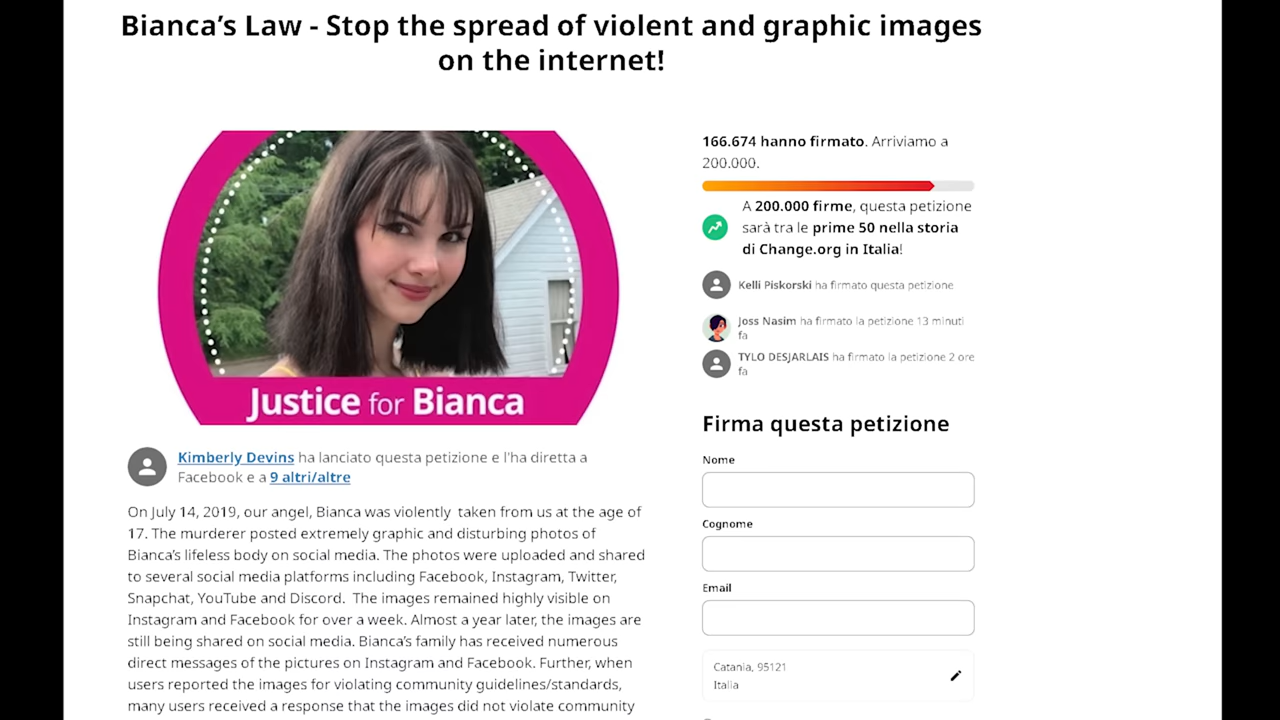 Bianca’s Law - Stop the spread of violent and graphic images
on the internet!
Justice for Bianca
Kimberly Devins ha lanciato questa petizione e l'ha diretta a
Facebook e a 9 altri/altre
On July 14, 2019, our angel, Bianca was violently taken from us at the age of
17. The murderer posted extremely graphic and disturbing photos of
Bianca’s lifeless body on social media. The photos were uploaded and shared
to several social media platforms including Facebook, Instagram, Twitter,
Snapchat, YouTube and Discord. The images remained highly visible on
Instagram and Facebook for over a week. Almost a year later, the images are
still being shared on social media. Bianca’s family has received numerous
direct messages of the pictures on Instagram and Facebook. Further, when
users reported the images for violating community guidelines/standards,
many users received a response that the images did not violate community
166.674 hanno firmato. Arriviamo a
200.000.
A 200.000 firme, questa petizione
sarà tra le prime 50 nella storia
di Change.org in Italia!
Kelli Piskorski ha firmato questa petizione
Joss Nasim ha firmato la petizione 13 minuti
fa
TYLO DESJARLAIS ha firmato la petizione 2 ore
fa
Firma questa petizione
Nome
Cognome
Email
Catania, 95121
Italia